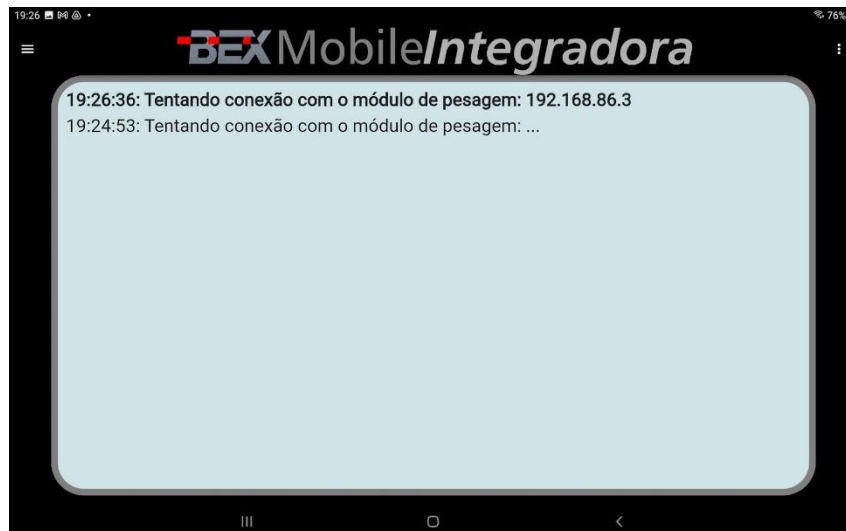 19:26
76%
BEX MobileIntegradora
19:26:36: Tentando conexão com o módulo de pesagem: 192.168.86.3
19:24:53: Tentando conexão com o módulo de pesagem: ...